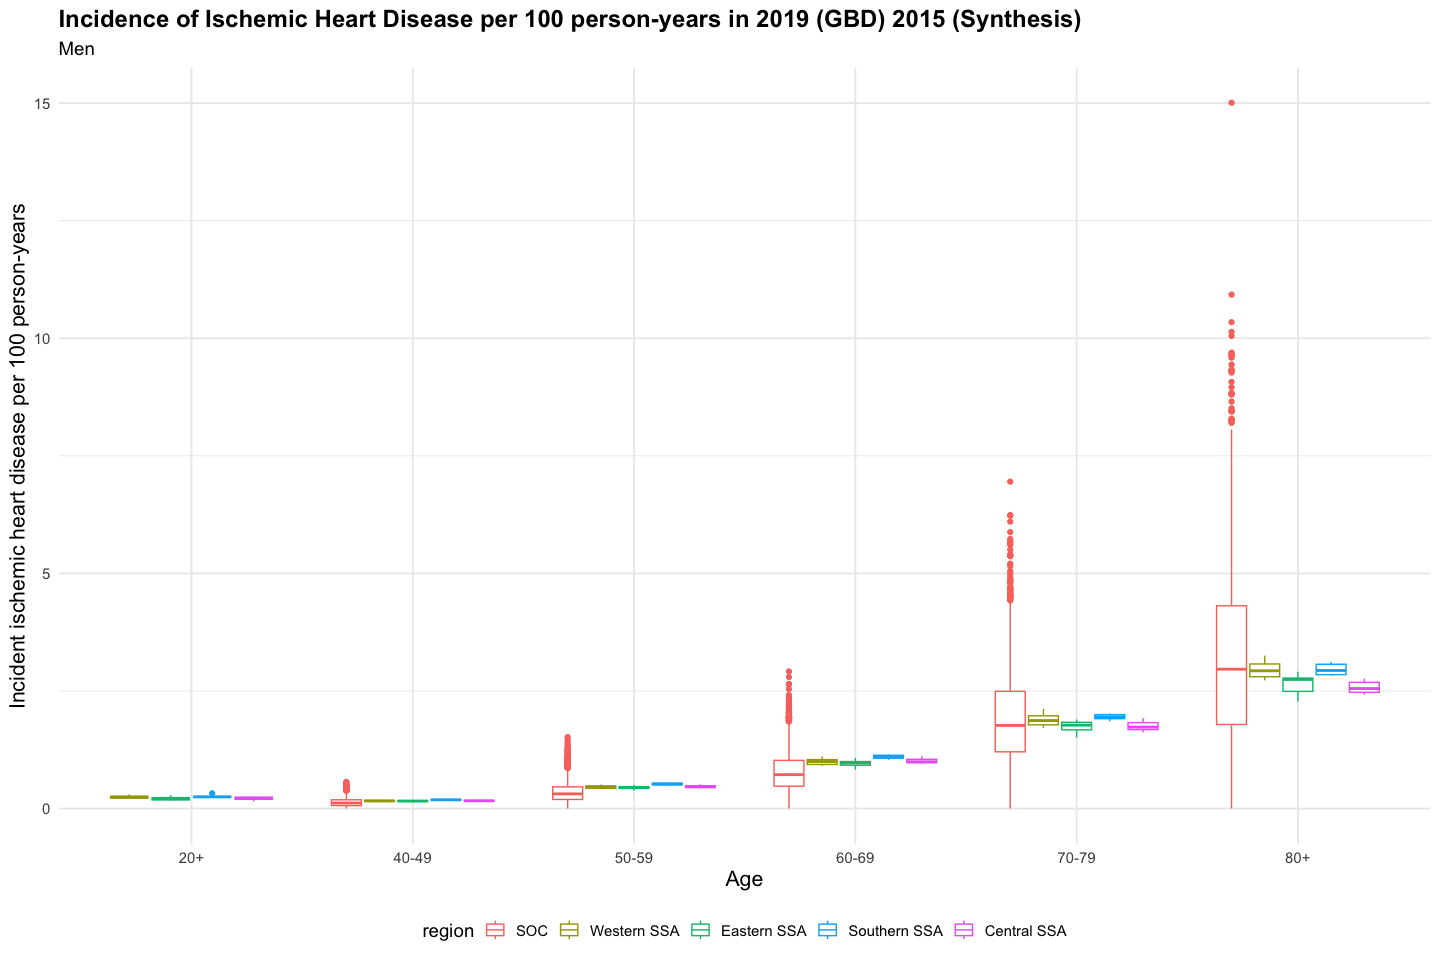 Incidence of Ischemic Heart Disease per 100 person-years in 2019 (GBD) 2015 (Synthesis)
Men
Incident ischemic heart disease per 100 person-years
15
10
5
0
20+ 40-49 50-59 60-69 70-79 80+
Age
region SOC Western SSA Eastern SSA Southern SSA Central SSA